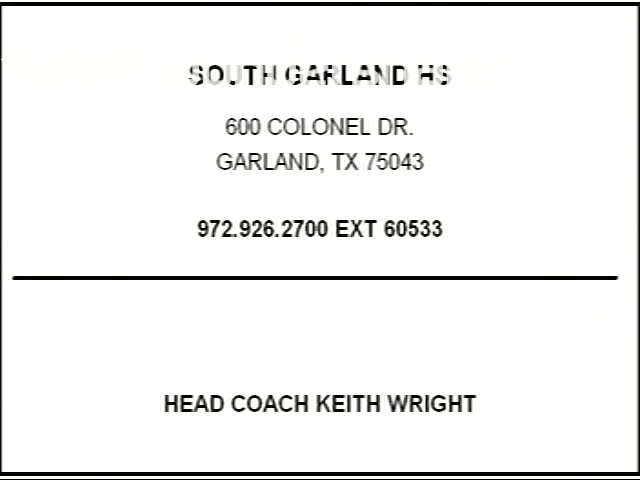 SOUTH GARLAND HS
600 COLONEL DR.
GARLAND, TX 75043
972.926.2700 EXT 60533
HEAD COACH KEITH WRIGHT